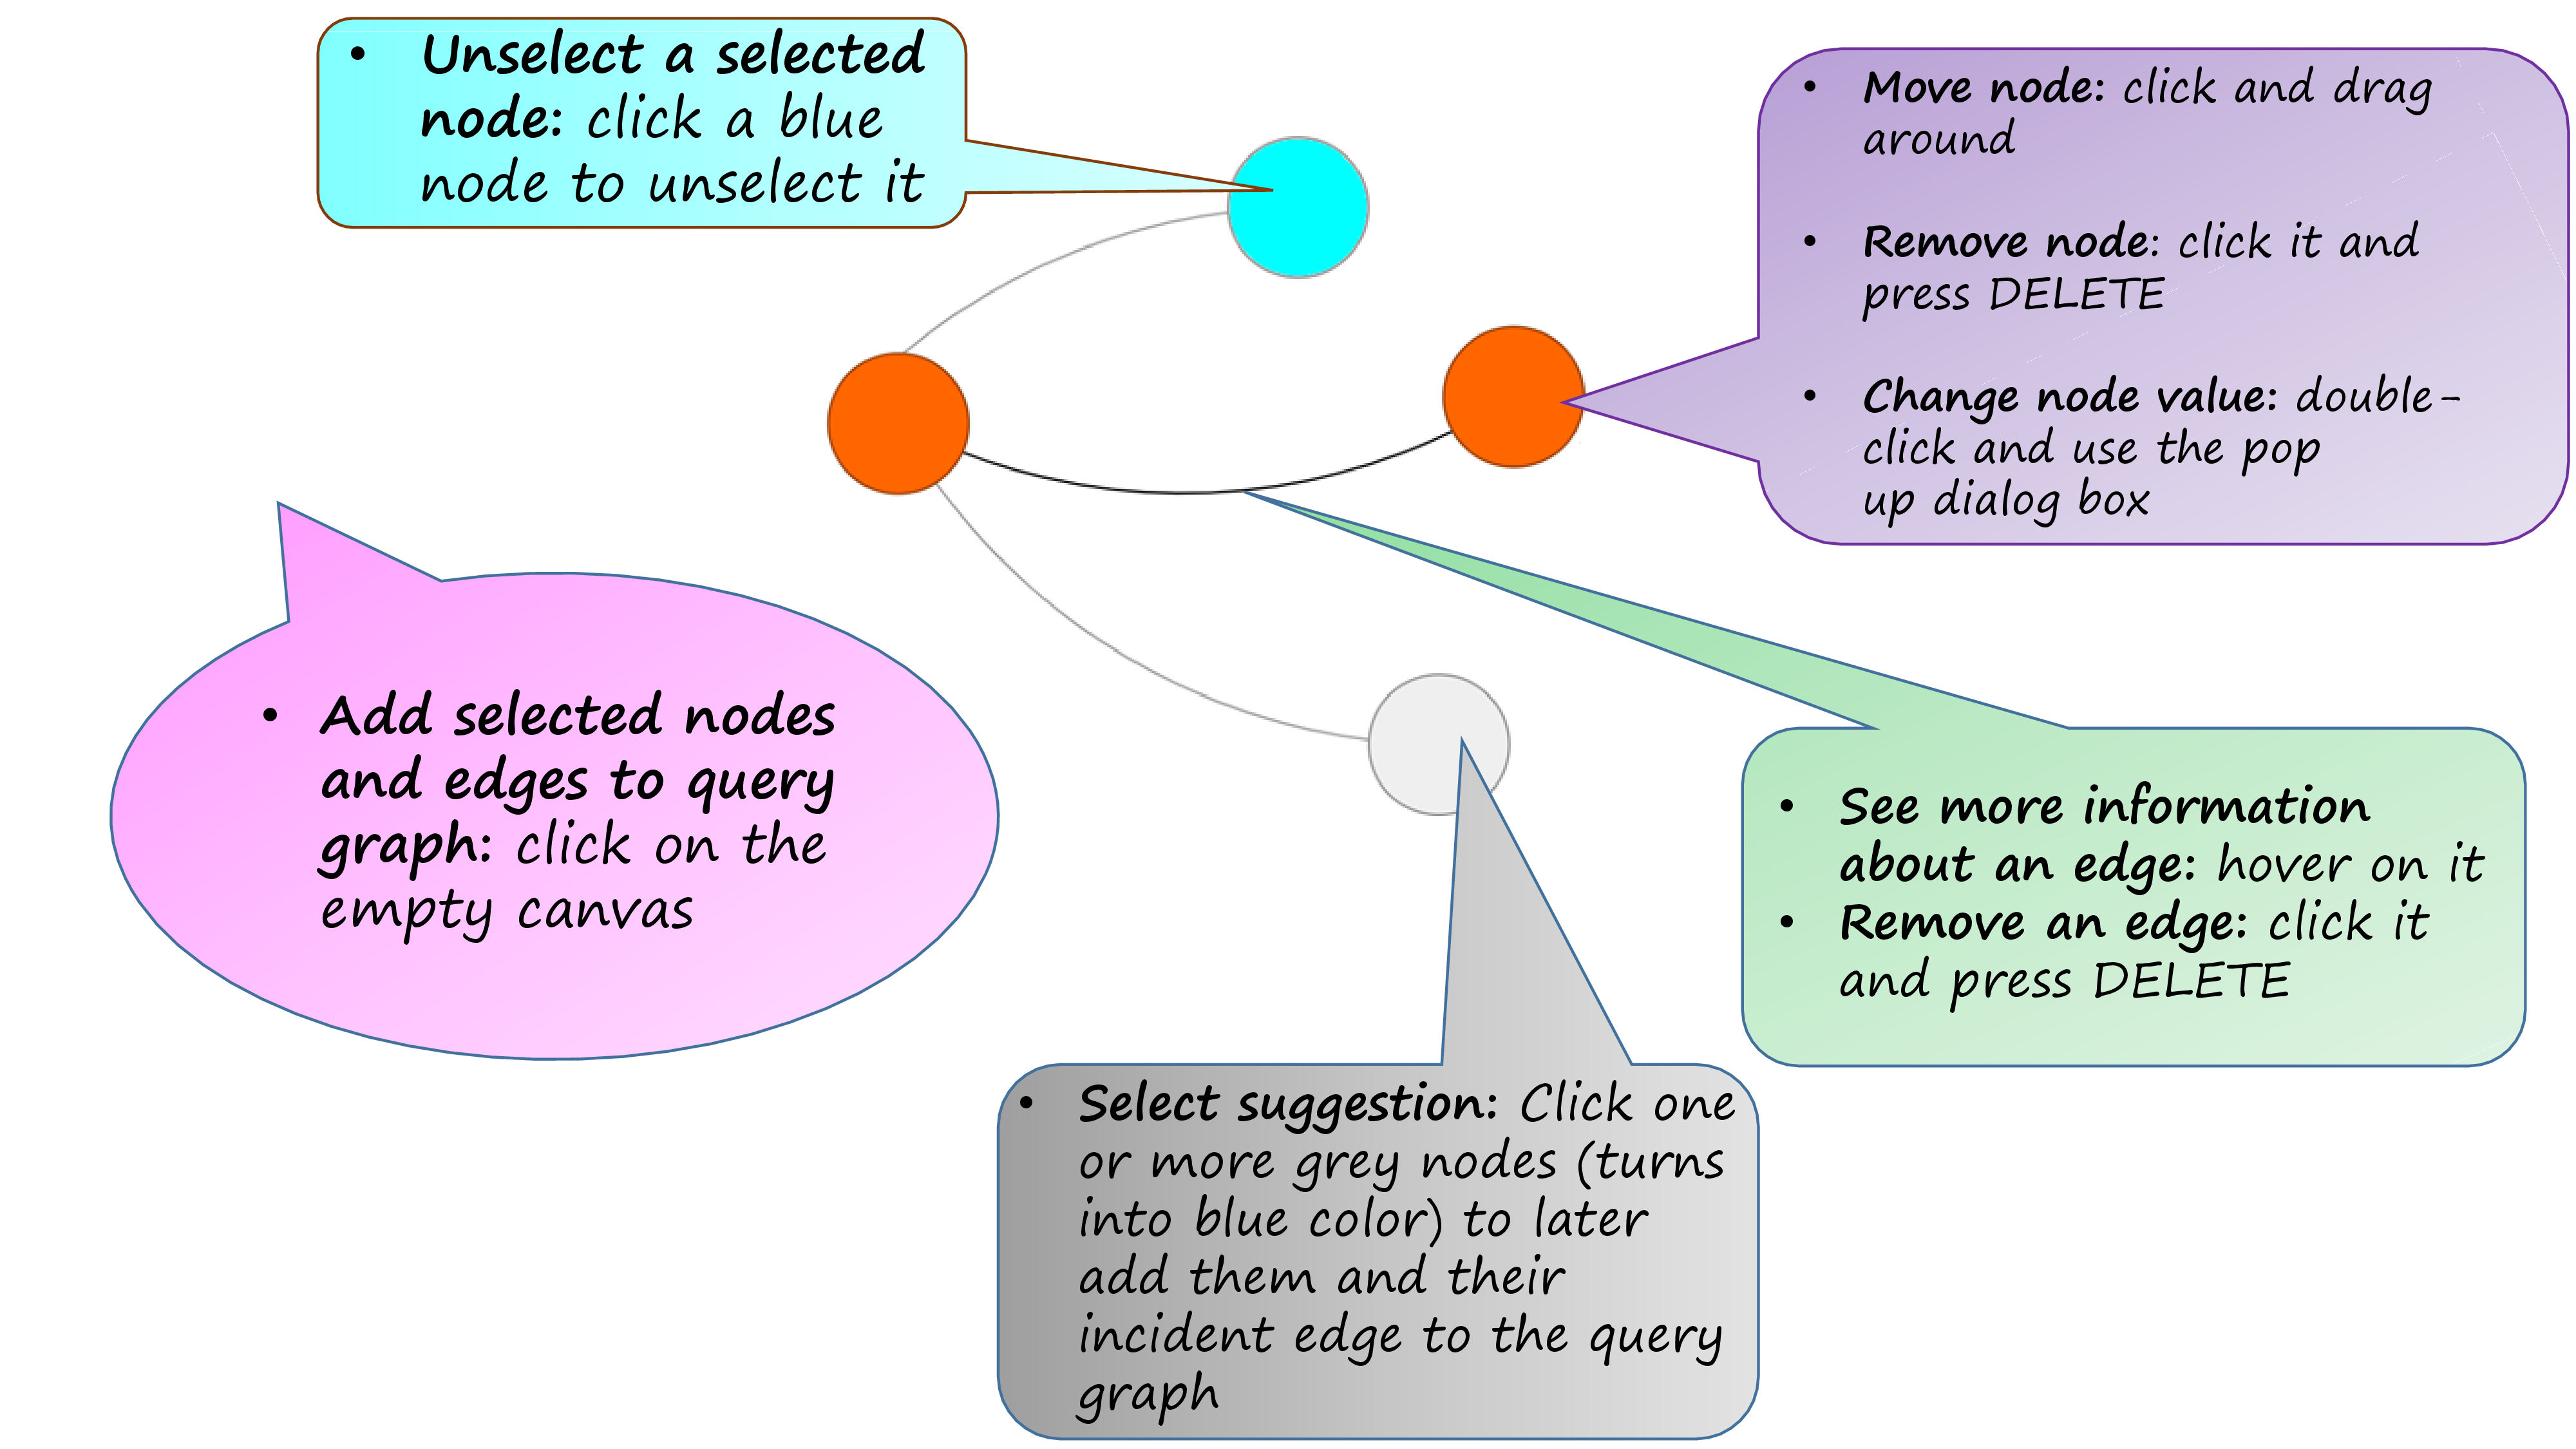 • Unselect a selected
node: click a blue
node to unselect it
• Move node: click and drag
around
• Remove node: click it and
press DELETE
• Change node value: double-
click and use the pop
up dialog box
• Add selected nodes
and edges to query
graph: click on the
empty canvas
• See more information
about an edge: hover on it
• Remove an edge: click it
and press DELETE
• Select suggestion: Click one
or more grey nodes (turns
into blue color) to later
add them and their
incident edge to the query
graph